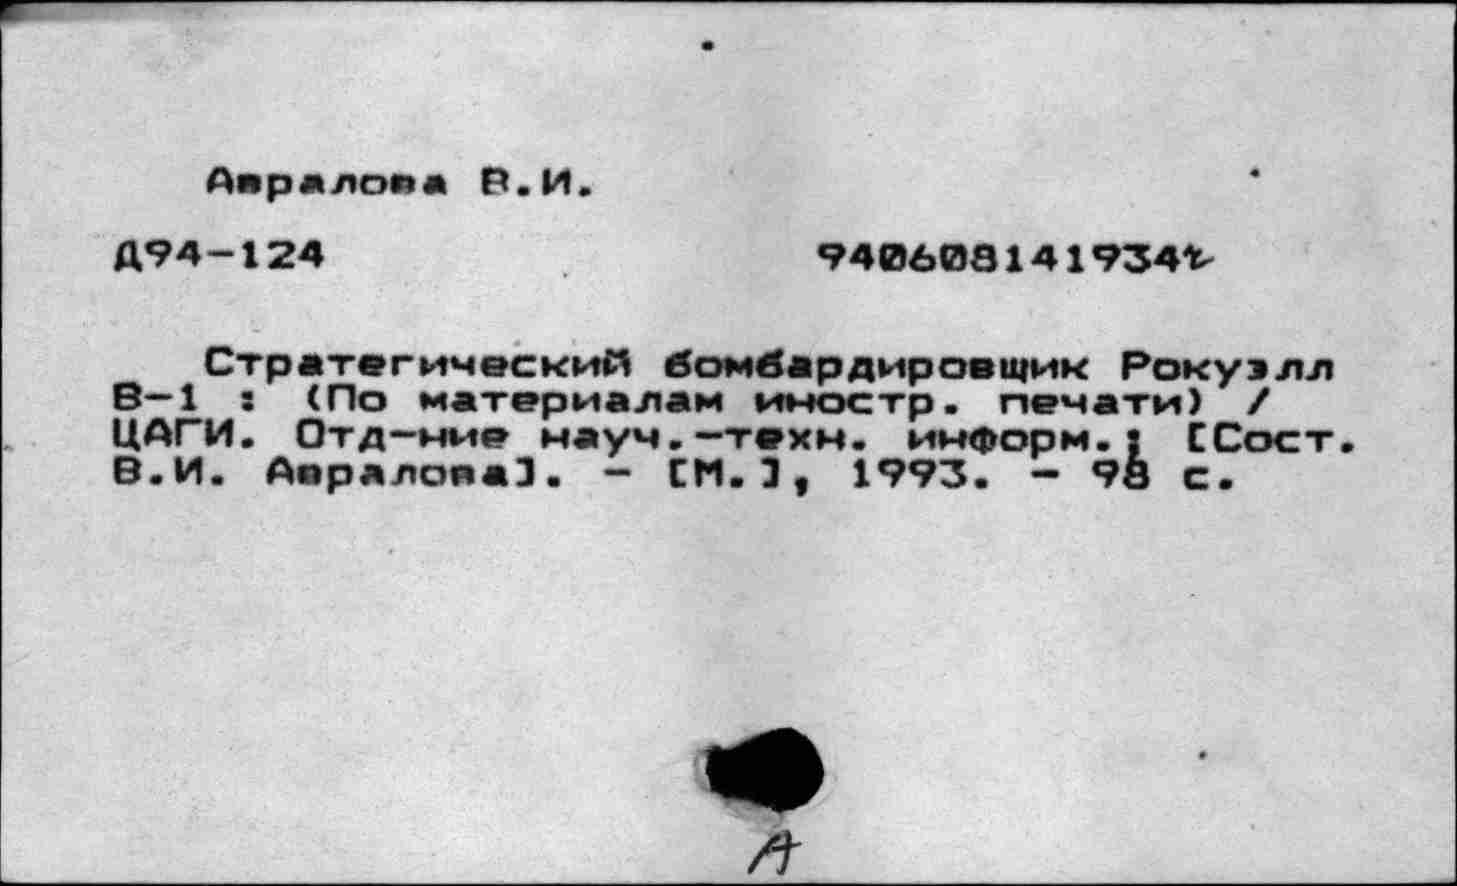 Авралова В.И.
Д94-124 940608141934v
Стратегический бомбардировщик Рокуэлл
В-1 : (По материалам иностр. печати) /
ЦАГИ. Отд-ние науч.-техн. информ.; [Сост.
В.И. Авралова]. - [М.], 1993. - 98 с.
А